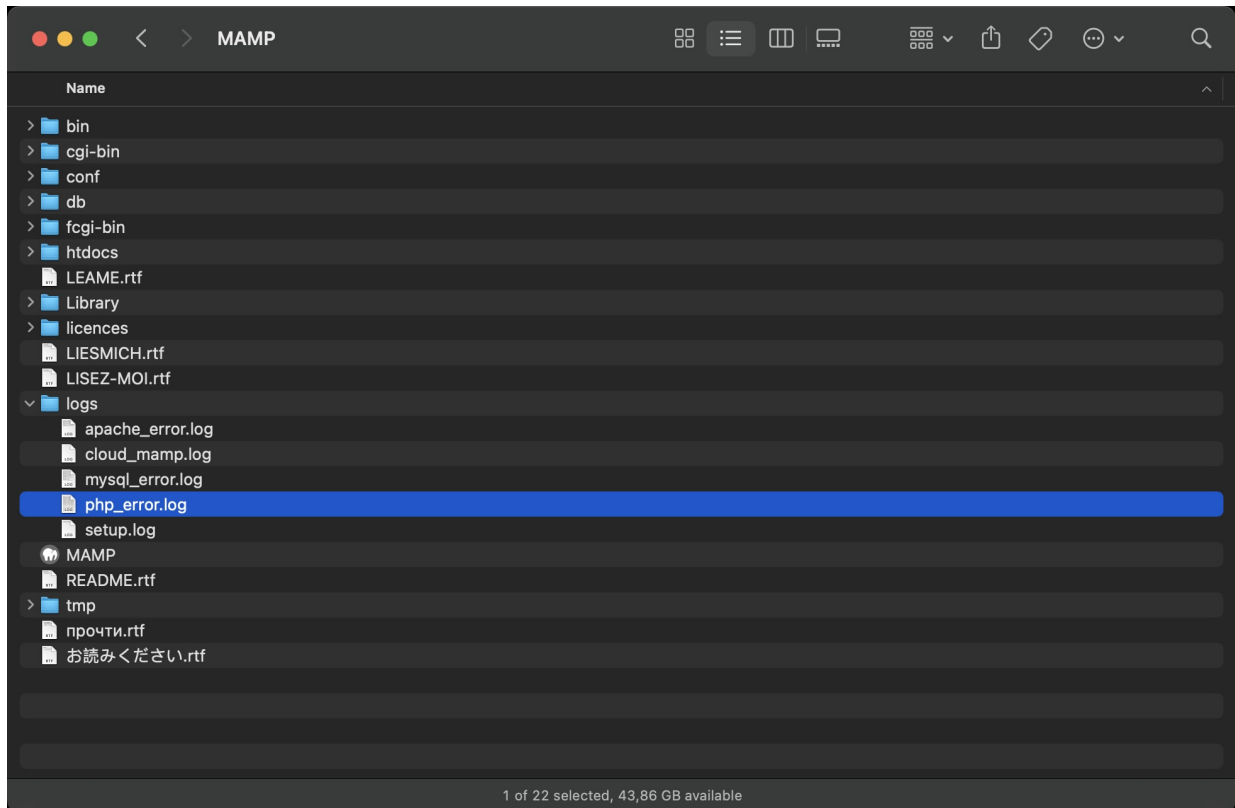 MAMP
Name
bin
cgi-bin
conf
db
fcgi-bin
htdocs
LEAME.rtf
Library
licences
LIESMICH.rtf
LISEZ-MOI.rtf
logs
apache_error.log
cloud_mamp.log
mysql_error.log
php_error.log
setup.log
MAMP
README.rtf
tmp
прочти.rtf
お読みください.rtf
1 of 22 selected, 43,86 GB available